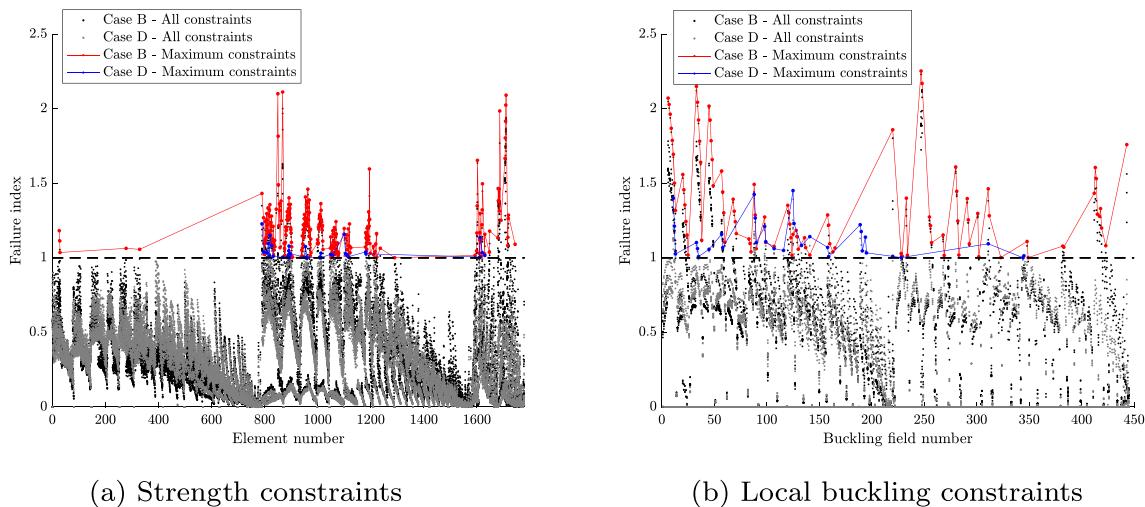 Case B - All constraints
Case D - All constraints
Case B - Maximum constraints
Case D - Maximum constraints
2.5
2
1.5
1
0.5
0
Failure index
0 200 400 600 800 1000 1200 1400 1600
Element number
(a) Strength constraints
Case B - All constraints
Case D - All constraints
Case B - Maximum constraints
Case D - Maximum constraints
2.5
2
1.5
1
0.5
0
Failure index
0 50 100 150 200 250 300 350 400 450
Buckling field number
(b) Local buckling constraints